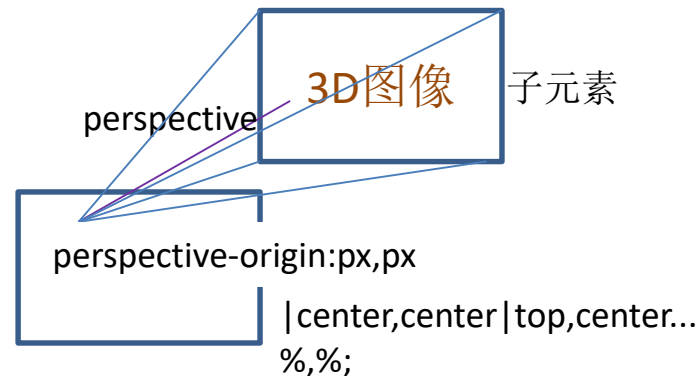 3D图像
子元素
perspective
perspective-origin:px,px
|center,center|top,center...
%,%;